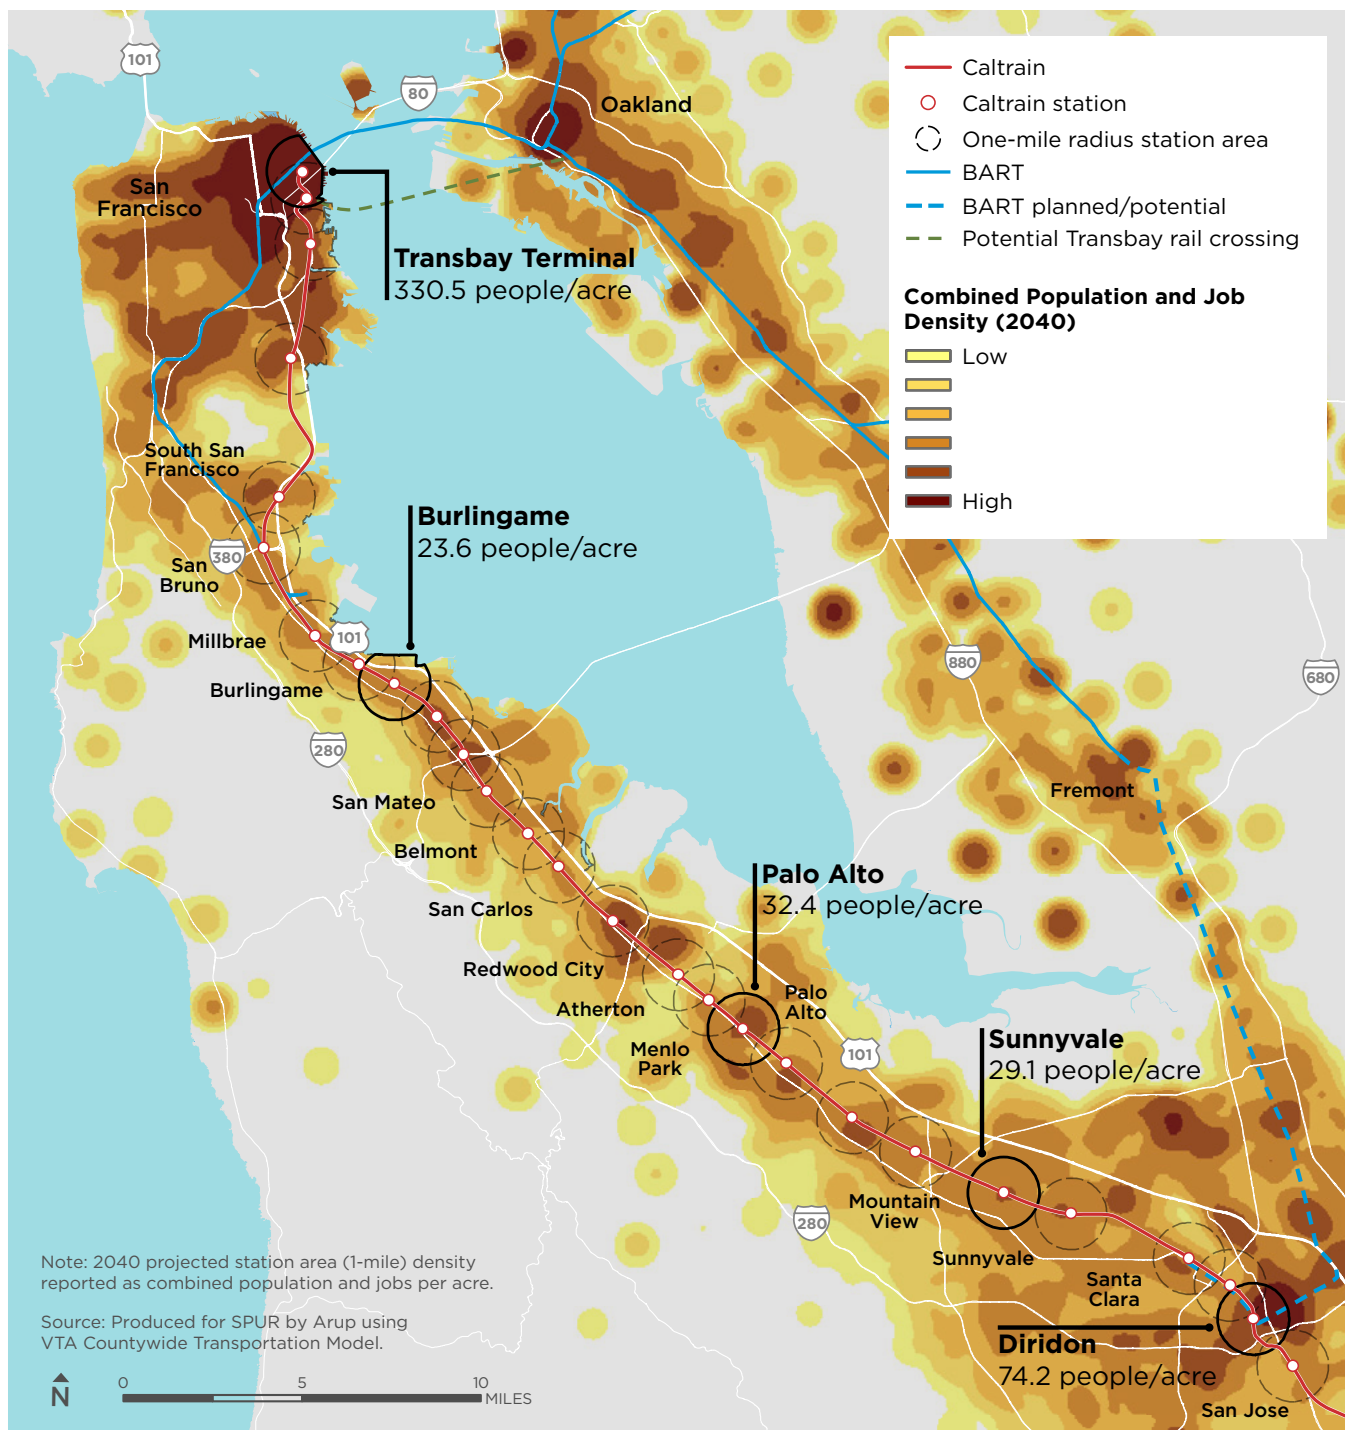 101
80
Oakland
San
Francisco
Transbay Terminal
330.5 people/acre
Caltrain
Caltrain station
One-mile radius station area
BART
BART planned/potential
Potential Transbay rail crossing
Combined Population and Job
Density (2040)
Low
High
South San
Francisco
Burlingame
23.6 people/acre
380
San
Bruno
Millbrae
101
Burlingame
280
880
680
San Mateo
Fremont
Belmont
Palo Alto
32.4 people/acre
San Carlos
Redwood City
Atherton
Palo
Alto
Menlo
Park
101
Sunnyvale
29.1 people/acre
Mountain
View
280
Sunnyvale
Santa
Clara
Diridon
74.2 people/acre
San Jose
Note: 2040 projected station area (1-mile) density
reported as combined population and jobs per acre.
Source: Produced for SPUR by Arup using
VTA Countywide Transportation Model.
N
0 5 10
MILES